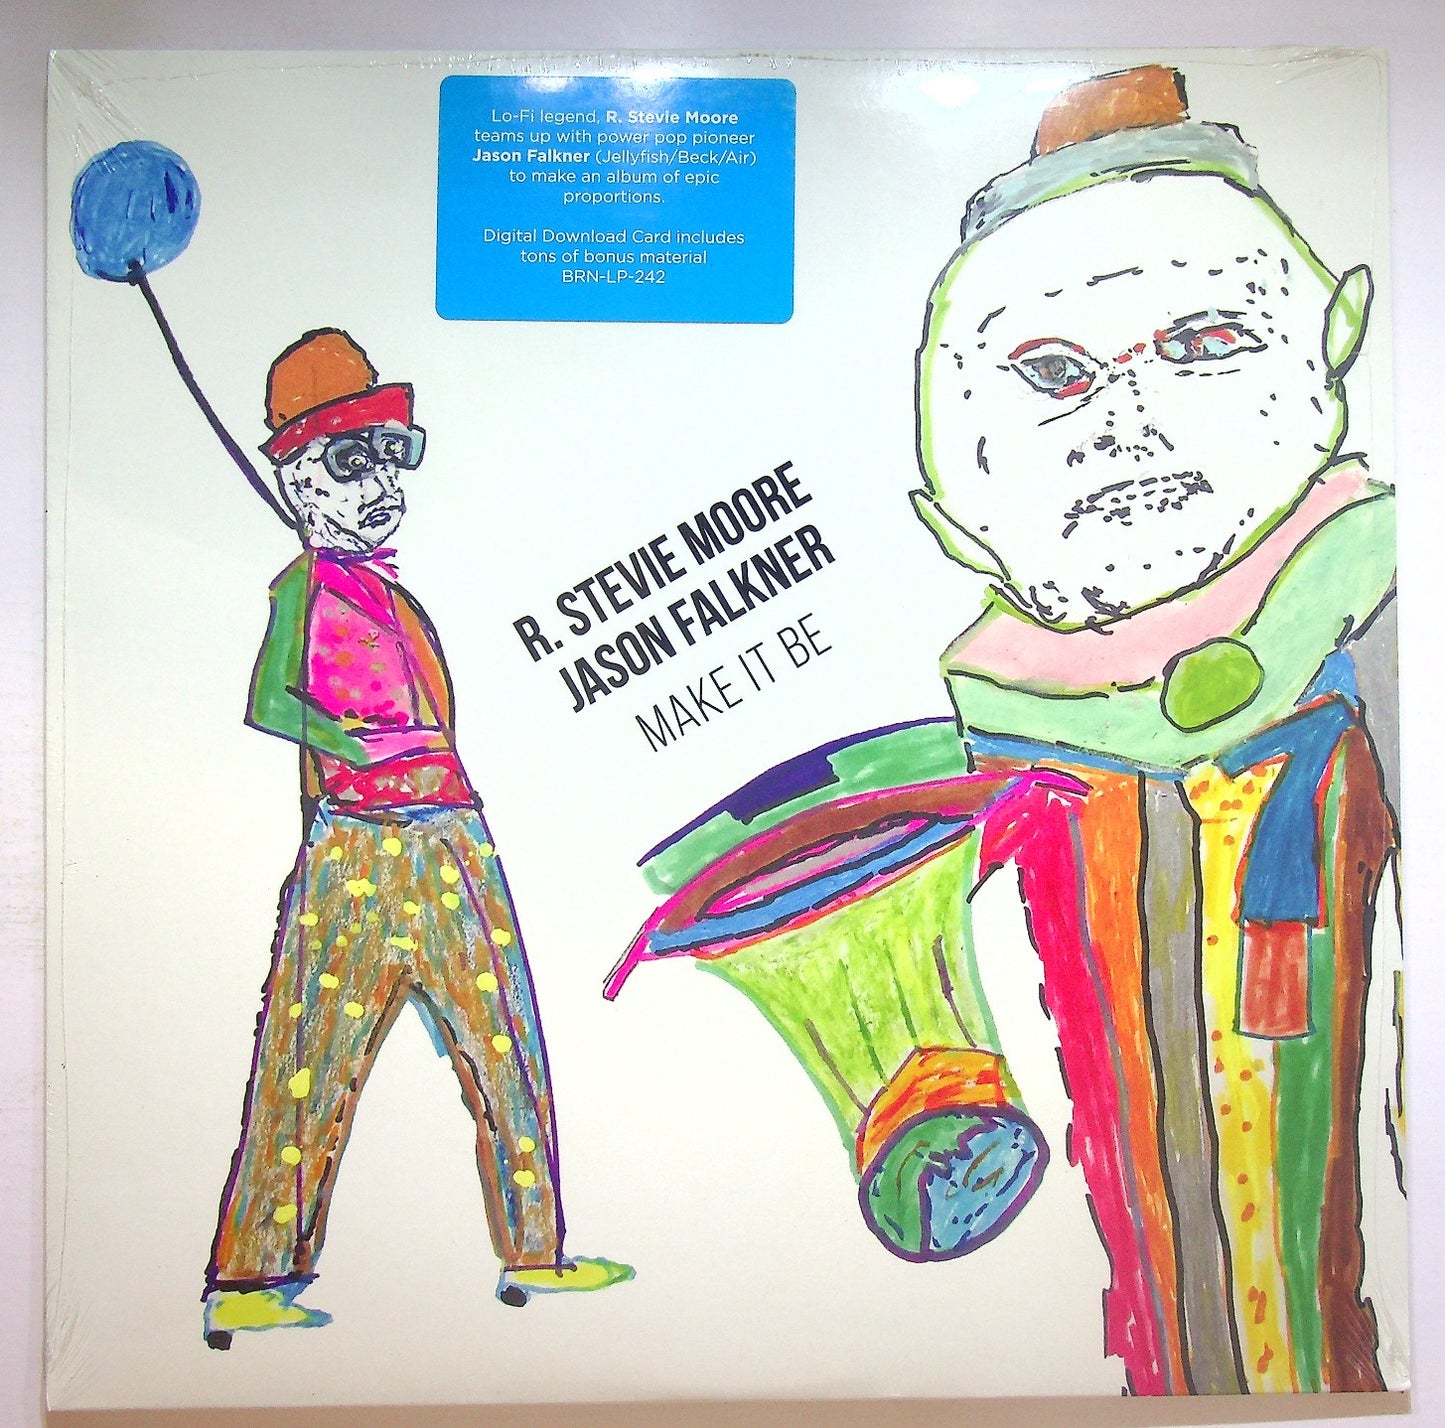 Lo-Fi legend, R. Stevie Moore
teams up with power pop pioneer
Jason Falkner (Jellyfish/Beck/Air)
to make an album of epic
proportions.
Digital Download Card includes
tons of bonus material
BRN-LP-242
R. STEVIE MOORE
JASON FALKNER
MAKE IT BE